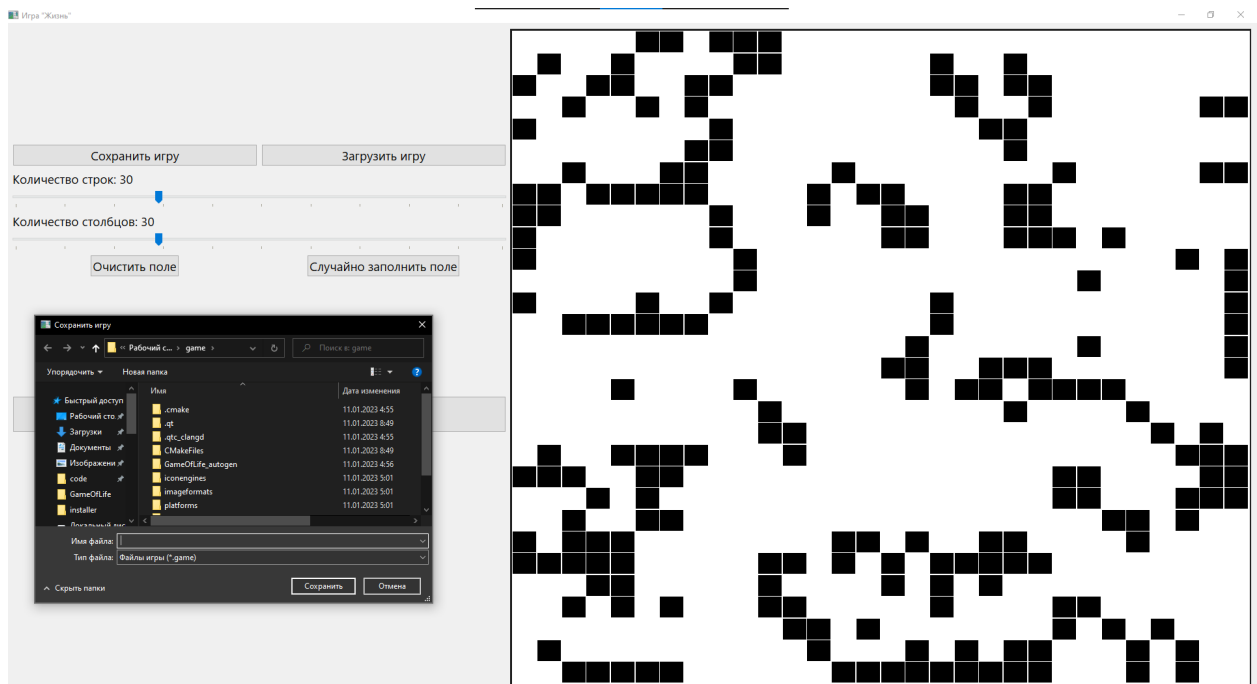 Игра "Жизнь"
Сохранить игру Загрузить игру
Количество строк: 30
Количество столбцов: 30
Очистить поле Случайно заполнить поле
Сохранить игру
« Рабочий с... › game ›
Поиск в: game
Упорядочить Новая папка
Имя Дата изменения
Быстрый доступ
Рабочий сто
Загрузки
Документы
Изображени
code
GameOfLife
installer
.cmake 11.01.2023 4:55
.qt 11.01.2023 8:49
.qtc_clangd 11.01.2023 4:55
CMakeFiles 11.01.2023 8:49
GameOfLife_autogen 11.01.2023 4:56
iconengines 11.01.2023 5:01
imageformats 11.01.2023 5:01
platforms 11.01.2023 5:01
Имя файла:
Тип файла: Файлы игры (*.game)
Скрыть папки Сохранить Отмена